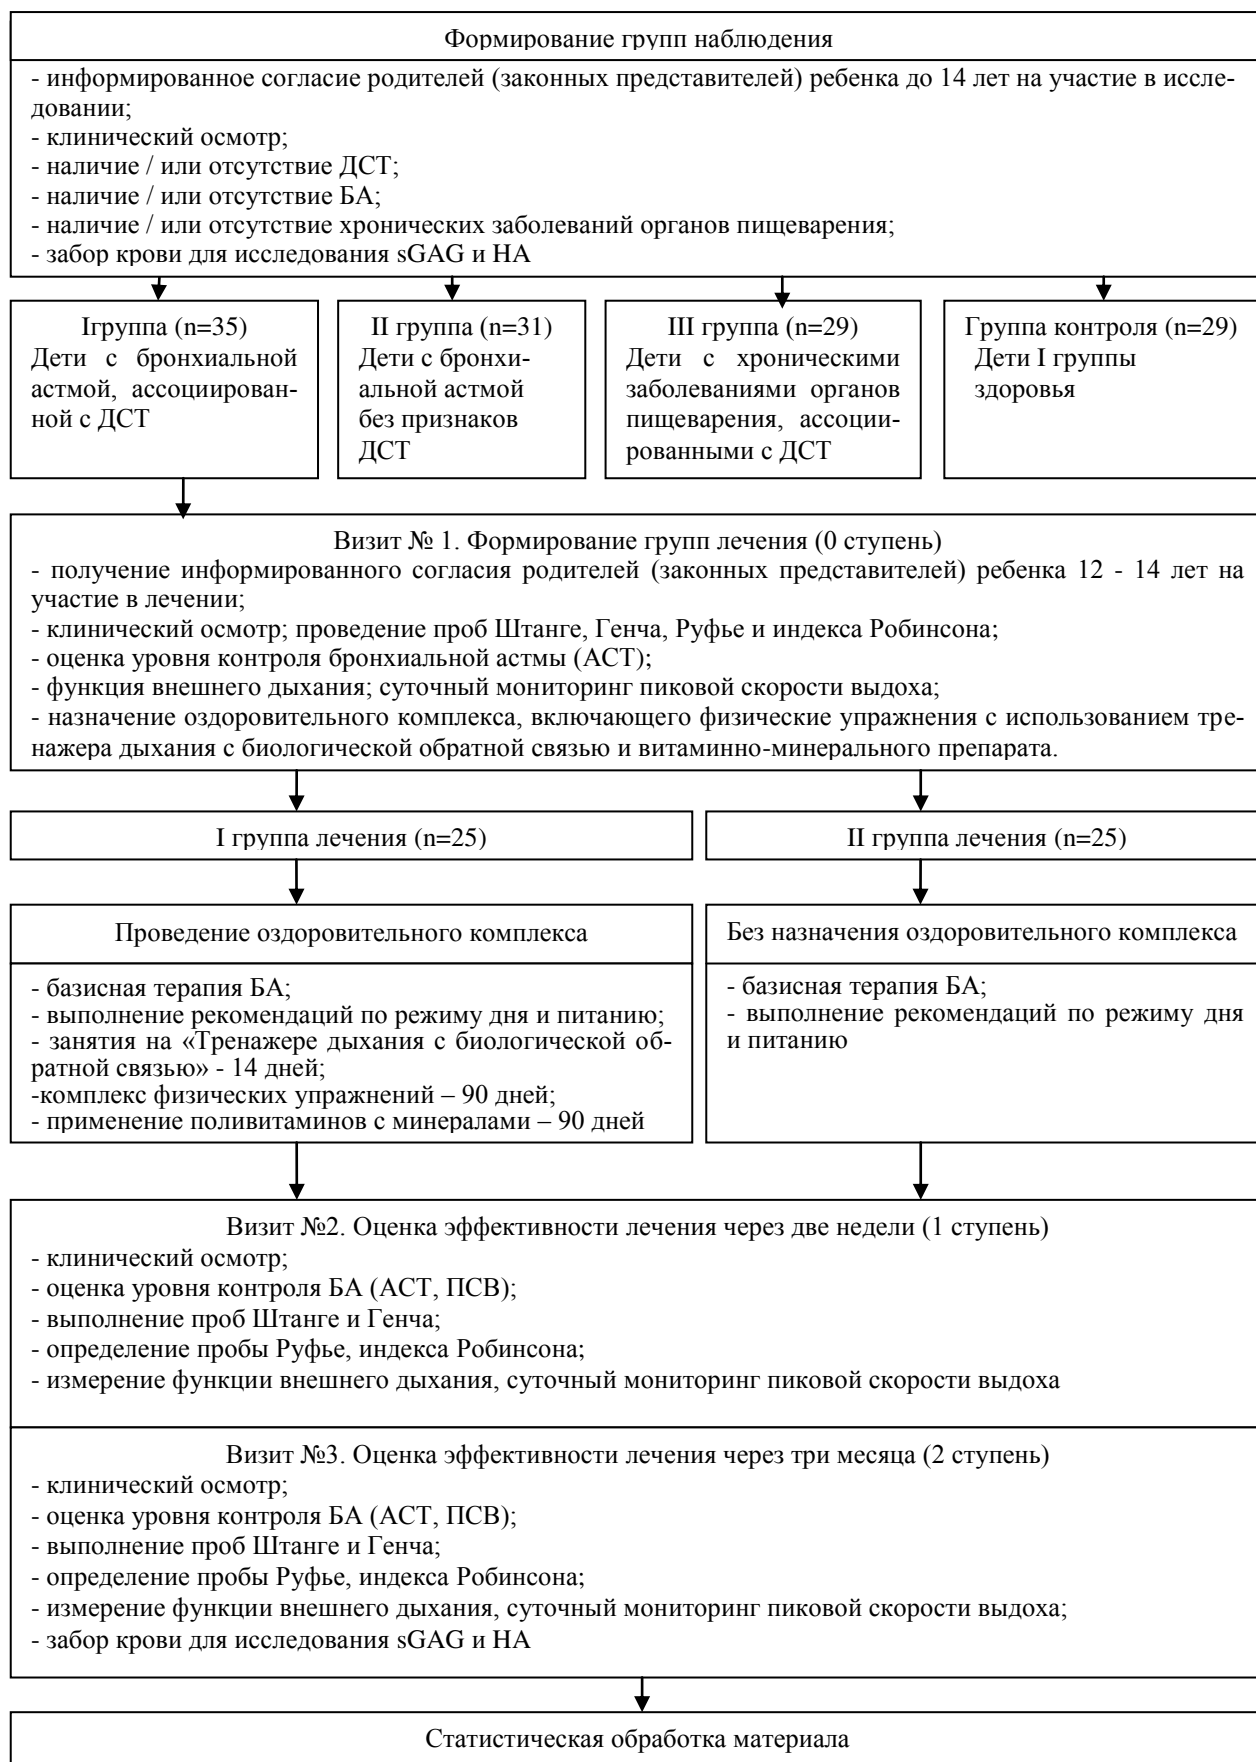 Формирование групп наблюдения
- информированное согласие родителей (законных представителей) ребенка до 14 лет на участие в иссле-
довании;
- клинический осмотр;
- наличие / или отсутствие ДСТ;
- наличие / или отсутствие БА;
- наличие / или отсутствие хронических заболеваний органов пищеварения;
- забор крови для исследования sGAG и НА
Iгруппа (n=35)
Дети с бронхиальной
астмой, ассоциирован-
ной с ДСТ
II группа (n=31)
Дети с бронхи-
альной астмой
без признаков
ДСТ
III группа (n=29)
Дети с хроническими
заболеваниями органов
пищеварения, ассоции-
рованными с ДСТ
Группа контроля (n=29)
Дети I группы
здоровья
Визит № 1. Формирование групп лечения (0 ступень)
- получение информированного согласия родителей (законных представителей) ребенка 12 - 14 лет на
участие в лечении;
- клинический осмотр; проведение проб Штанге, Генча, Руфье и индекса Робинсона;
- оценка уровня контроля бронхиальной астмы (АСТ);
- функция внешнего дыхания; суточный мониторинг пиковой скорости выдоха;
- назначение оздоровительного комплекса, включающего физические упражнения с использованием тре-
нажера дыхания с биологической обратной связью и витаминно-минерального препарата.
I группа лечения (n=25)
II группа лечения (n=25)
Проведение оздоровительного комплекса
- базисная терапия БА;
- выполнение рекомендаций по режиму дня и питанию;
- занятия на «Тренажере дыхания с биологической об-
ратной связью» - 14 дней;
-комплекс физических упражнений – 90 дней;
- применение поливитаминов с минералами – 90 дней
Без назначения оздоровительного комплекса
- базисная терапия БА;
- выполнение рекомендаций по режиму дня
и питанию
Визит №2. Оценка эффективности лечения через две недели (1 ступень)
- клинический осмотр;
- оценка уровня контроля БА (АСТ, ПСВ);
- выполнение проб Штанге и Генча;
- определение пробы Руфье, индекса Робинсона;
- измерение функции внешнего дыхания, суточный мониторинг пиковой скорости выдоха
Визит №3. Оценка эффективности лечения через три месяца (2 ступень)
- клинический осмотр;
- оценка уровня контроля БА (АСТ, ПСВ);
- выполнение проб Штанге и Генча;
- определение пробы Руфье, индекса Робинсона;
- измерение функции внешнего дыхания, суточный мониторинг пиковой скорости выдоха;
- забор крови для исследования sGAG и НА
Статистическая обработка материала